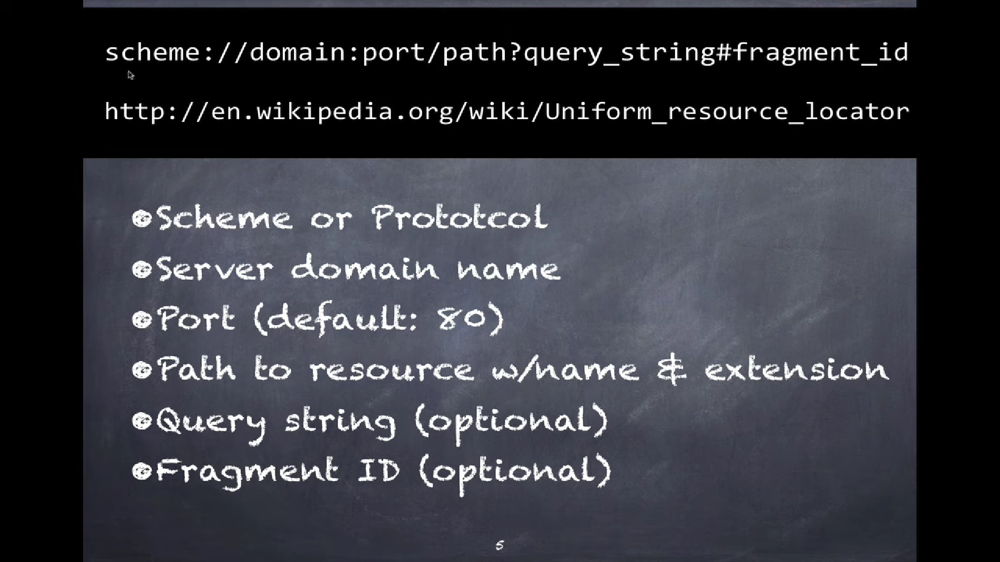 scheme://domain:port/path?query_string#fragment_id
http://en.wikipedia.org/wiki/Uniform_resource_locator
Scheme or Prototcol
Server domain name
Port (default: 80)
Path to resource w/name & extension
Query string (optional)
Fragment ID (optional)
5